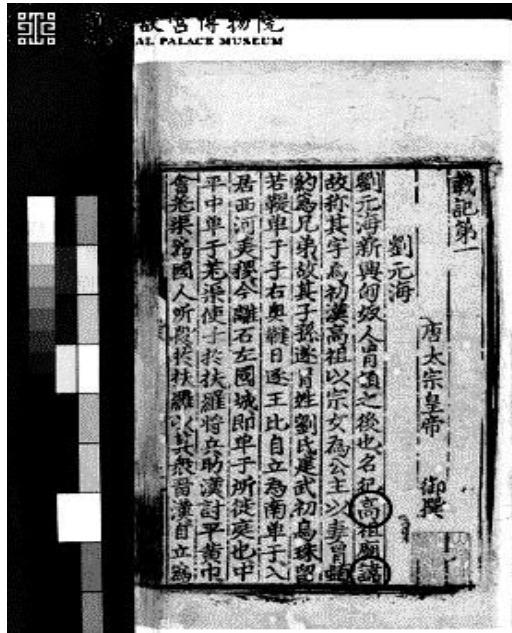 故宮博物院
AL PALACE MUSEUM
載記第一
唐太宗皇帝 御撰
劉元海
劉元海新興匈奴人冒頓之後也名犯高祖廟諱
故稱其字焉初漢高祖以宗女為公主以妻冒頓
約爲兄弟故其子孫遂冒姓劉氏建武初烏珠留
若鞮單于子右奧鞬日逐王比自立為南單于入
居西河美稷今離石左國城即單于所徙庭也中
平中單于羌渠使子於扶羅將兵助漢討平黃巾
會羌渠爲國人所殺於扶羅以其衆留漢自立爲